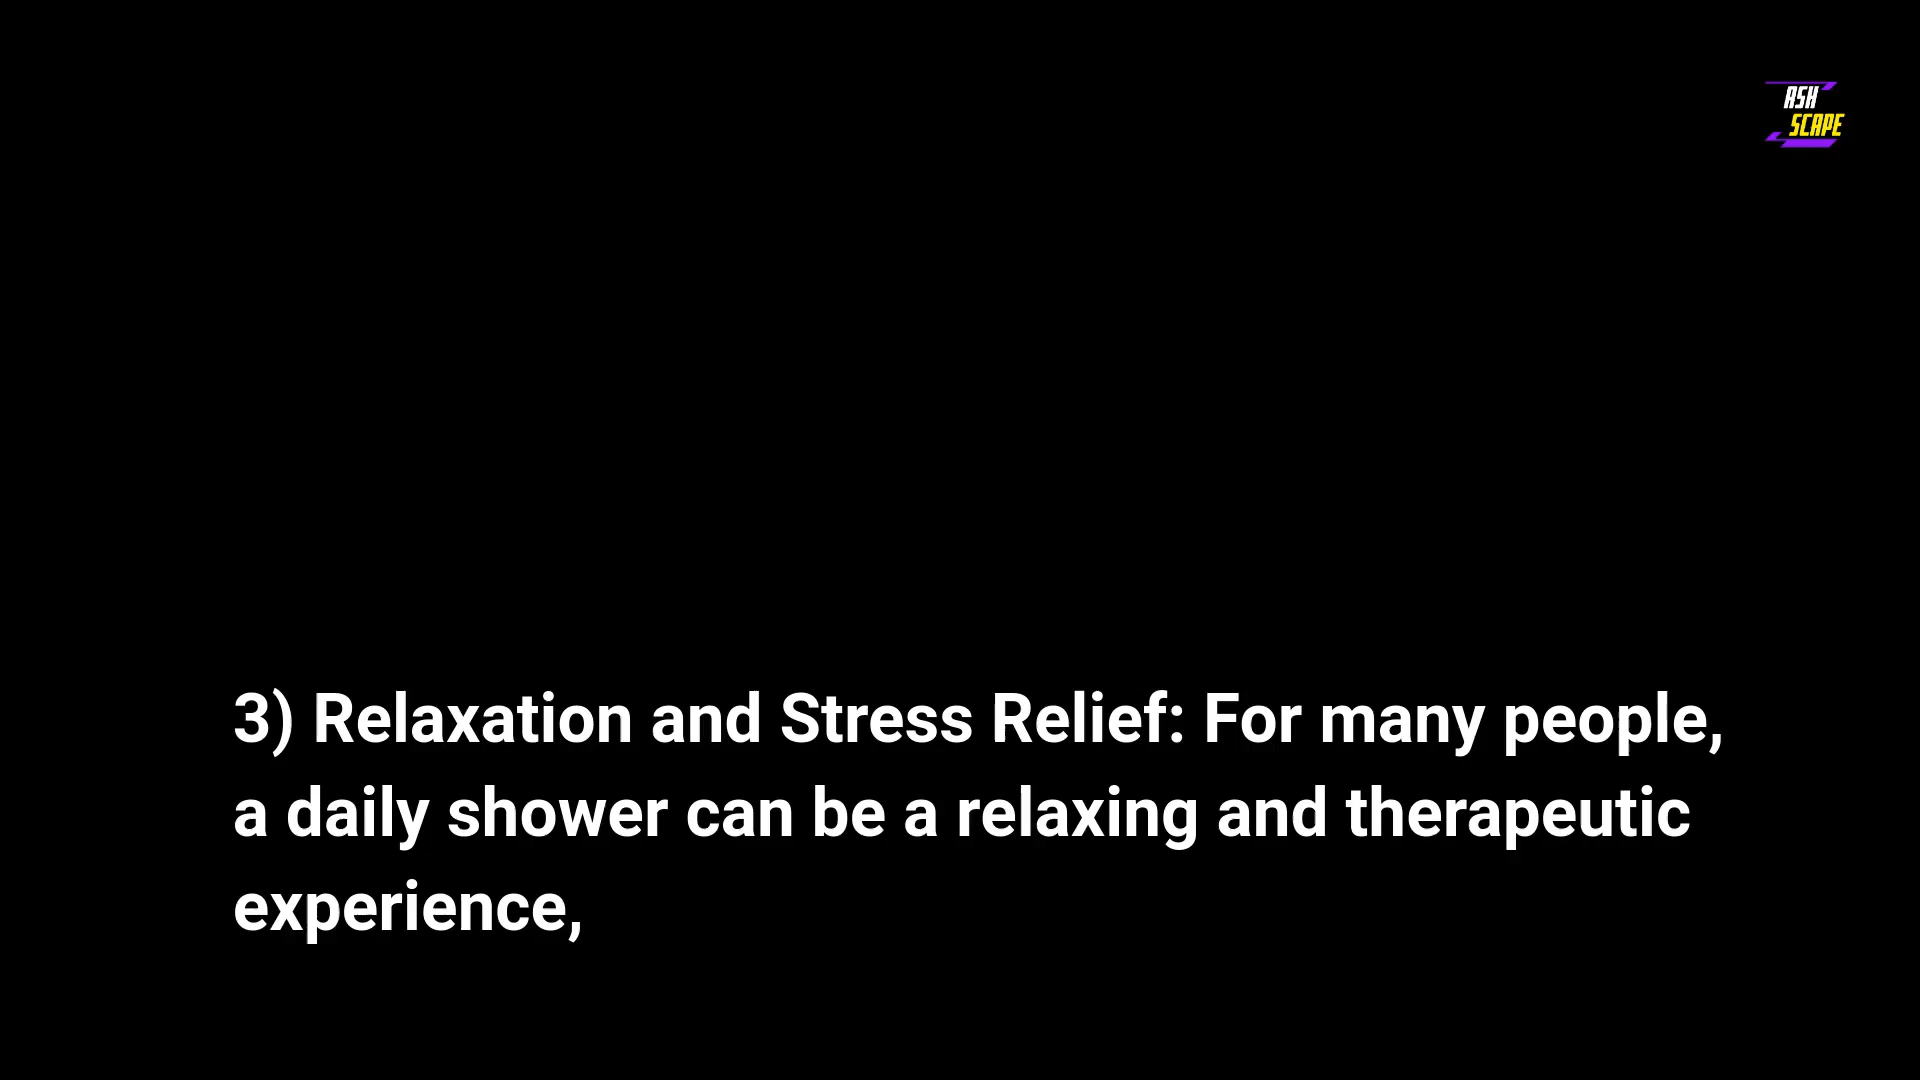 ASH
SCAPE
3) Relaxation and Stress Relief: For many people,
a daily shower can be a relaxing and therapeutic
experience,